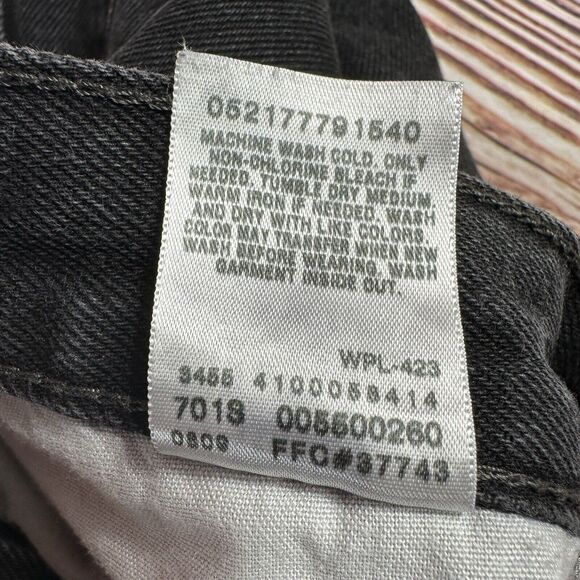 052177791540
MACHINE WASH COLD. ONLY
NON-CHLORINE BLEACH IF
NEEDED. TUMBLE DRY MEDIUM.
WARM IRON IF NEEDED. WASH
AND DRY WITH LIKE COLORS.
COLOR MAY TRANSFER WHEN NEW
WASH BEFORE WEARING. WASH
GARMENT INSIDE OUT.
WPL-423
3455 4100058414
7018 005500260
0809 FFC#37743